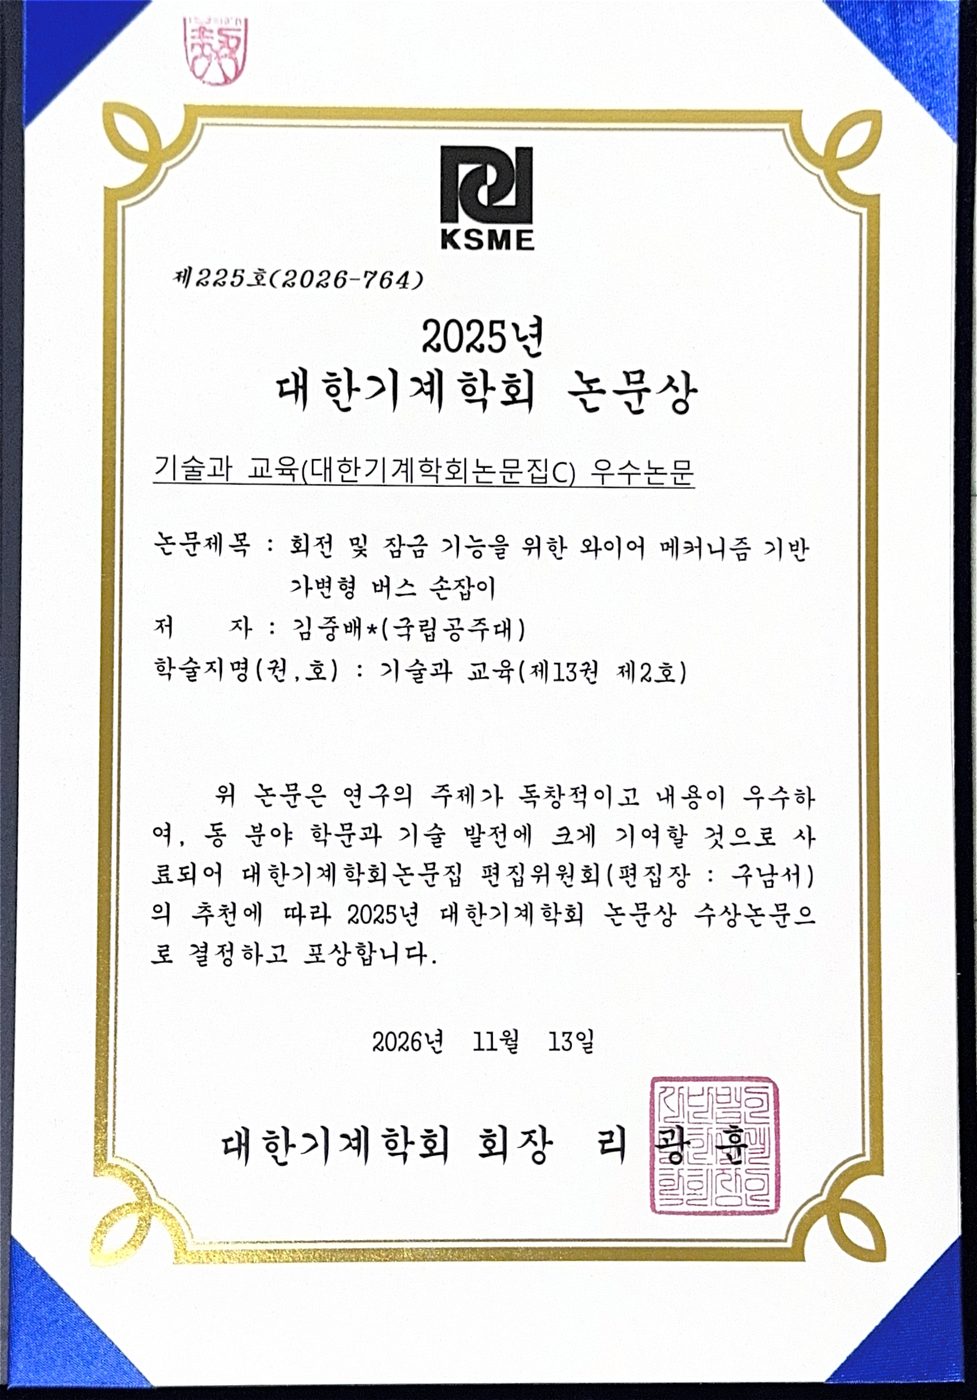 KSME
제225호(2026-764)
2025년
대한기계학회 논문상
기술과 교육(대한기계학회논문집C) 우수논문
논문제목 : 회전 및 잠금 기능을 위한 와이어 메커니즘 기반
가변형 버스 손잡이
저 자 : 김중배*(국립공주대)
학술지명(권,호) : 기술과 교육(제13권 제2호)
위 논문은 연구의 주제가 독창적이고 내용이 우수하
여, 동 분야 학문과 기술 발전에 크게 기여할 것으로 사
료되어 대한기계학회논문집 편집위원회(편집장 : 구남서)
의 추천에 따라 2025년 대한기계학회 논문상 수상논문으
로 결정하고 포상합니다.
2026년 11월 13일
대한기계학회 회장 리 광 훈